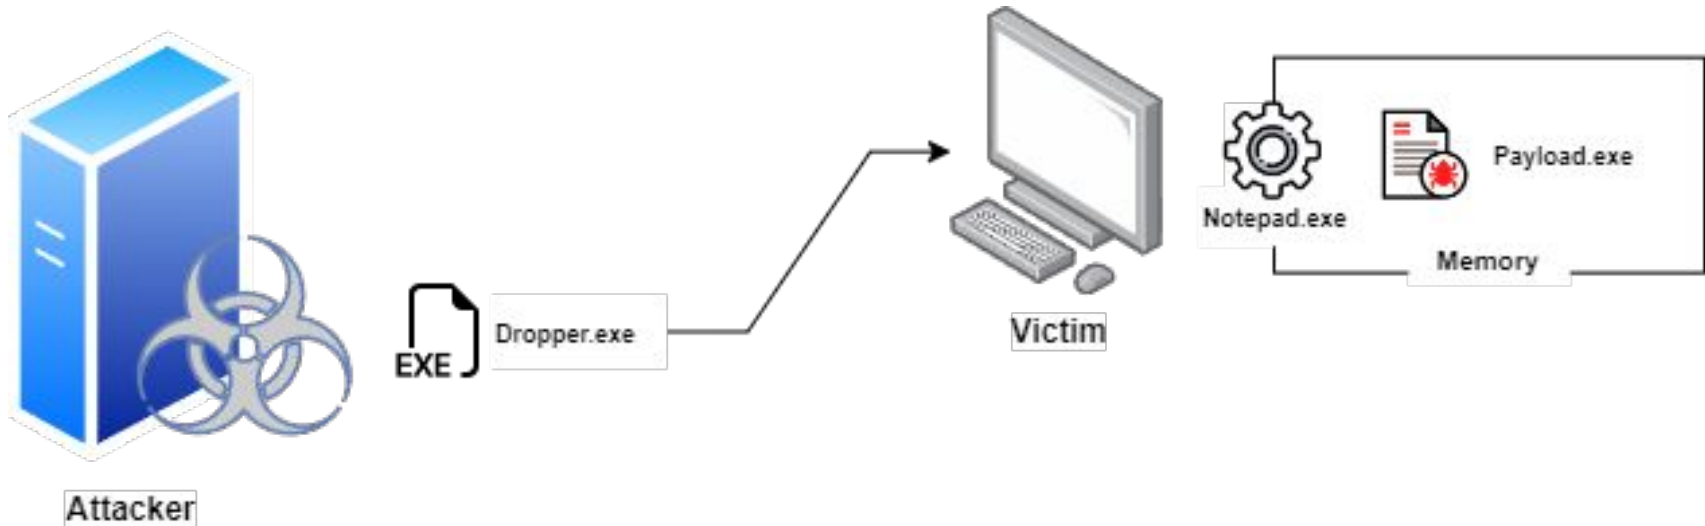 Attacker
EXE
Dropper.exe
Victim
Notepad.exe
Payload.exe
Memory